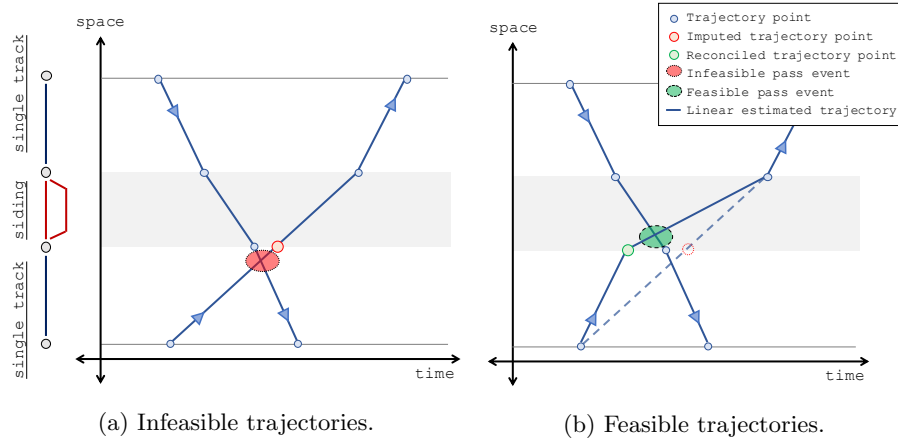 space
single track
siding
single track
time
(a) Infeasible trajectories.
space
Trajectory point
Imputed trajectory point
Reconciled trajectory point
Infeasible pass event
Feasible pass event
Linear estimated trajectory
time
(b) Feasible trajectories.